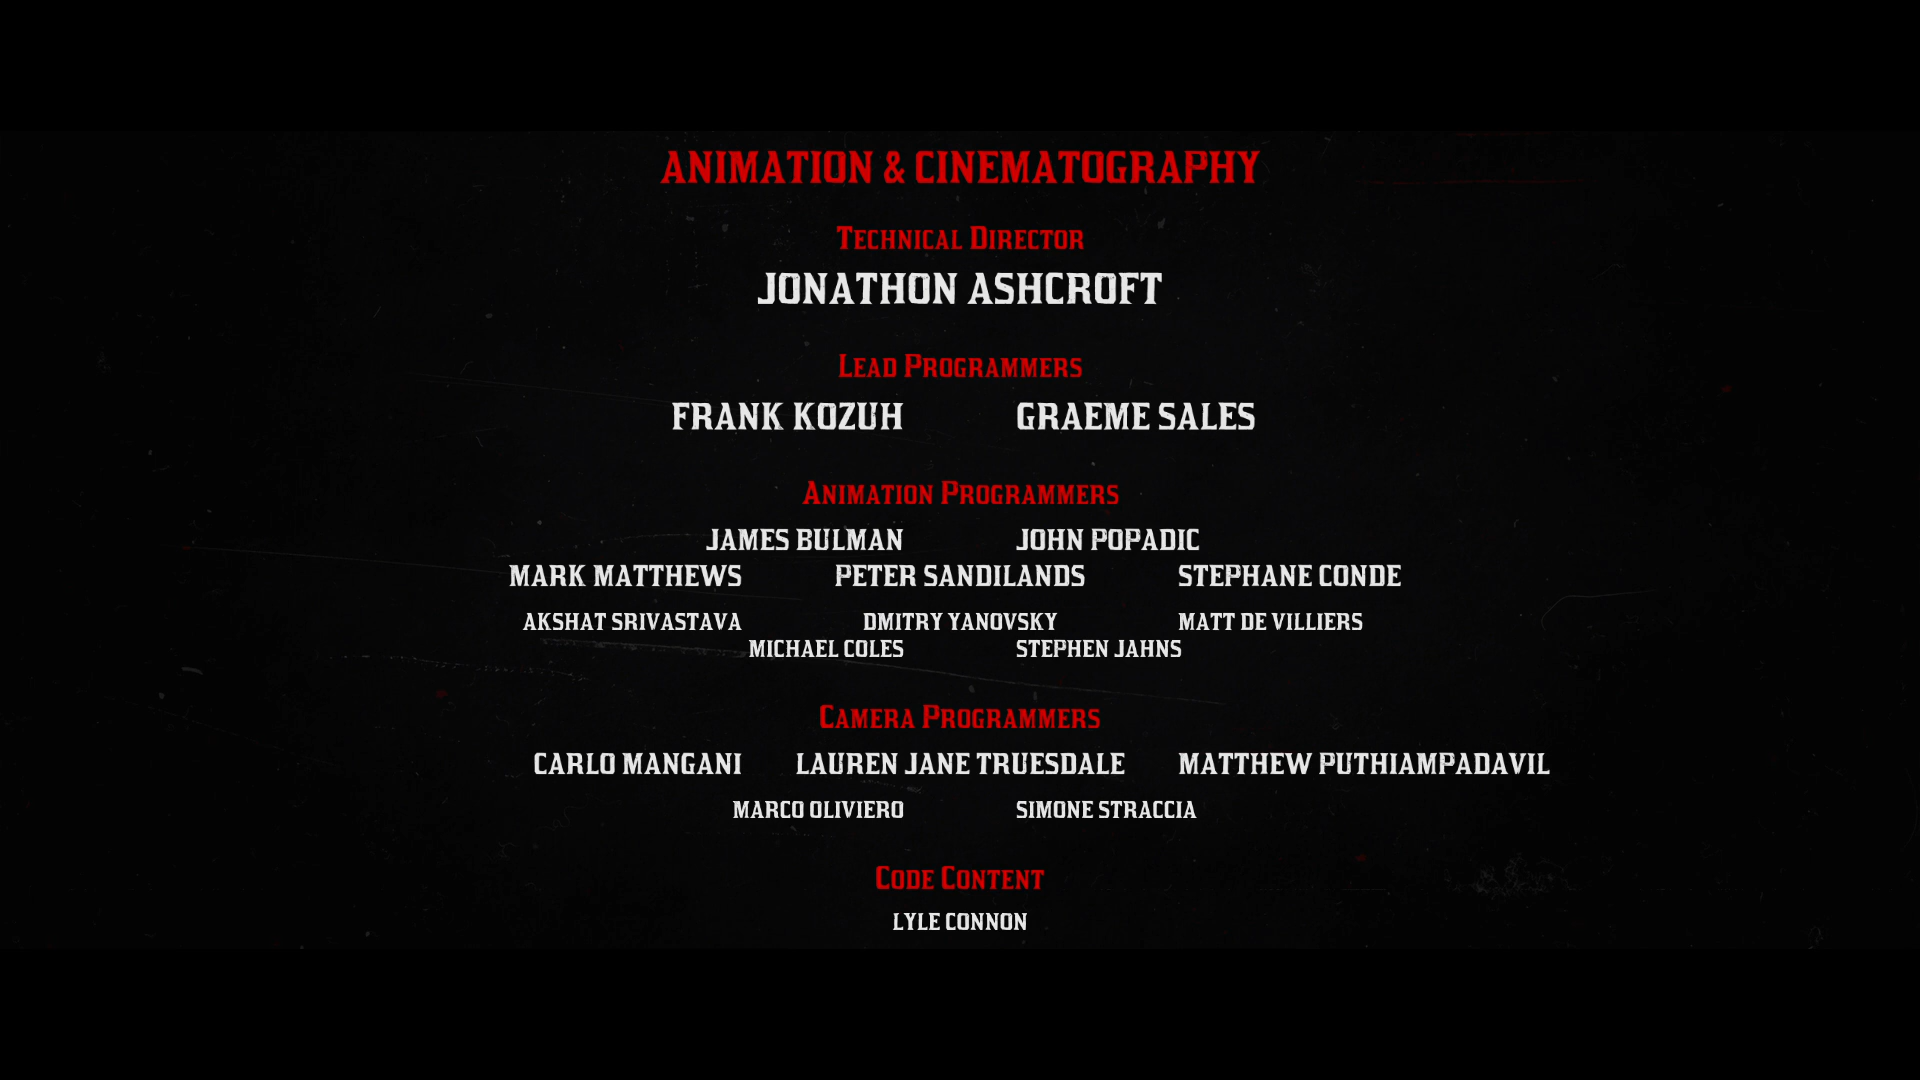 ANIMATION & CINEMATOGRAPHY
TECHNICAL DIRECTOR
JONATHON ASHCROFT
LEAD PROGRAMMERS
FRANK KOZUH GRAEME SALES
ANIMATION PROGRAMMERS
JAMES BULMAN JOHN POPADIC
MARK MATTHEWS PETER SANDILANDS STEPHANE CONDE
AKSHAT SRIVASTAVA DMITRY YANOVSKY MATT DE VILLIERS
MICHAEL COLES STEPHEN JAHNS
CAMERA PROGRAMMERS
CARLO MANGANI LAUREN JANE TRUESDALE MATTHEW PUTHIAMPADAVIL
MARCO OLIVIERO SIMONE STRACCIA
CODE CONTENT
LYLE CONNON